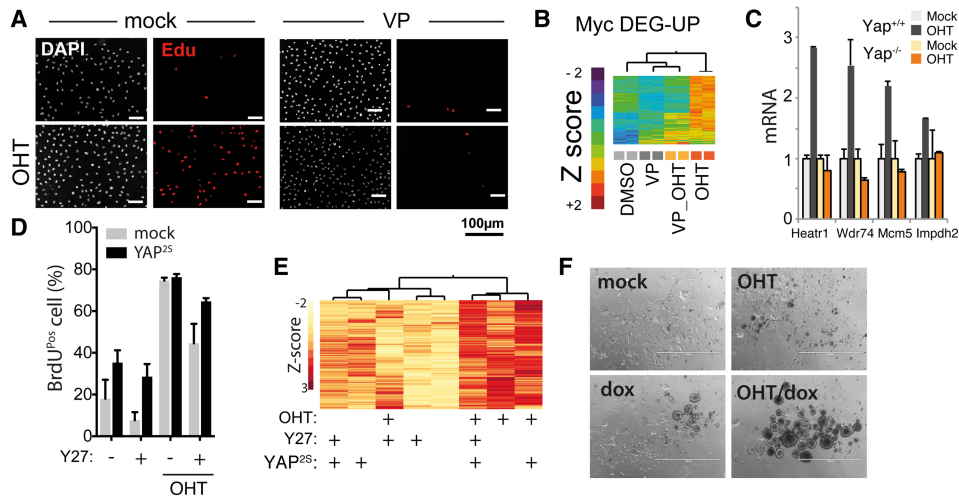 A
mock
VP
DAPI
Edu
OHT
100µm
B
Myc DEG-UP
- 2
Z score
+2
DMSO
VP
VP_OHT
OHT
C
Yap+/+
Mock
OHT
Yap-/-
Mock
OHT
mRNA
3
2
1
0
Heatr1 Wdr74 Mcm5 Impdh2
D
mock
YAP2S
BrdUPos cell (%)
100
80
60
40
20
0
Y27: - + - +
OHT
E
-2
Z-score
3
OHT: + + + +
Y27: + + + +
YAP2S: + + + +
F
mock
OHT
dox
OHT/dox